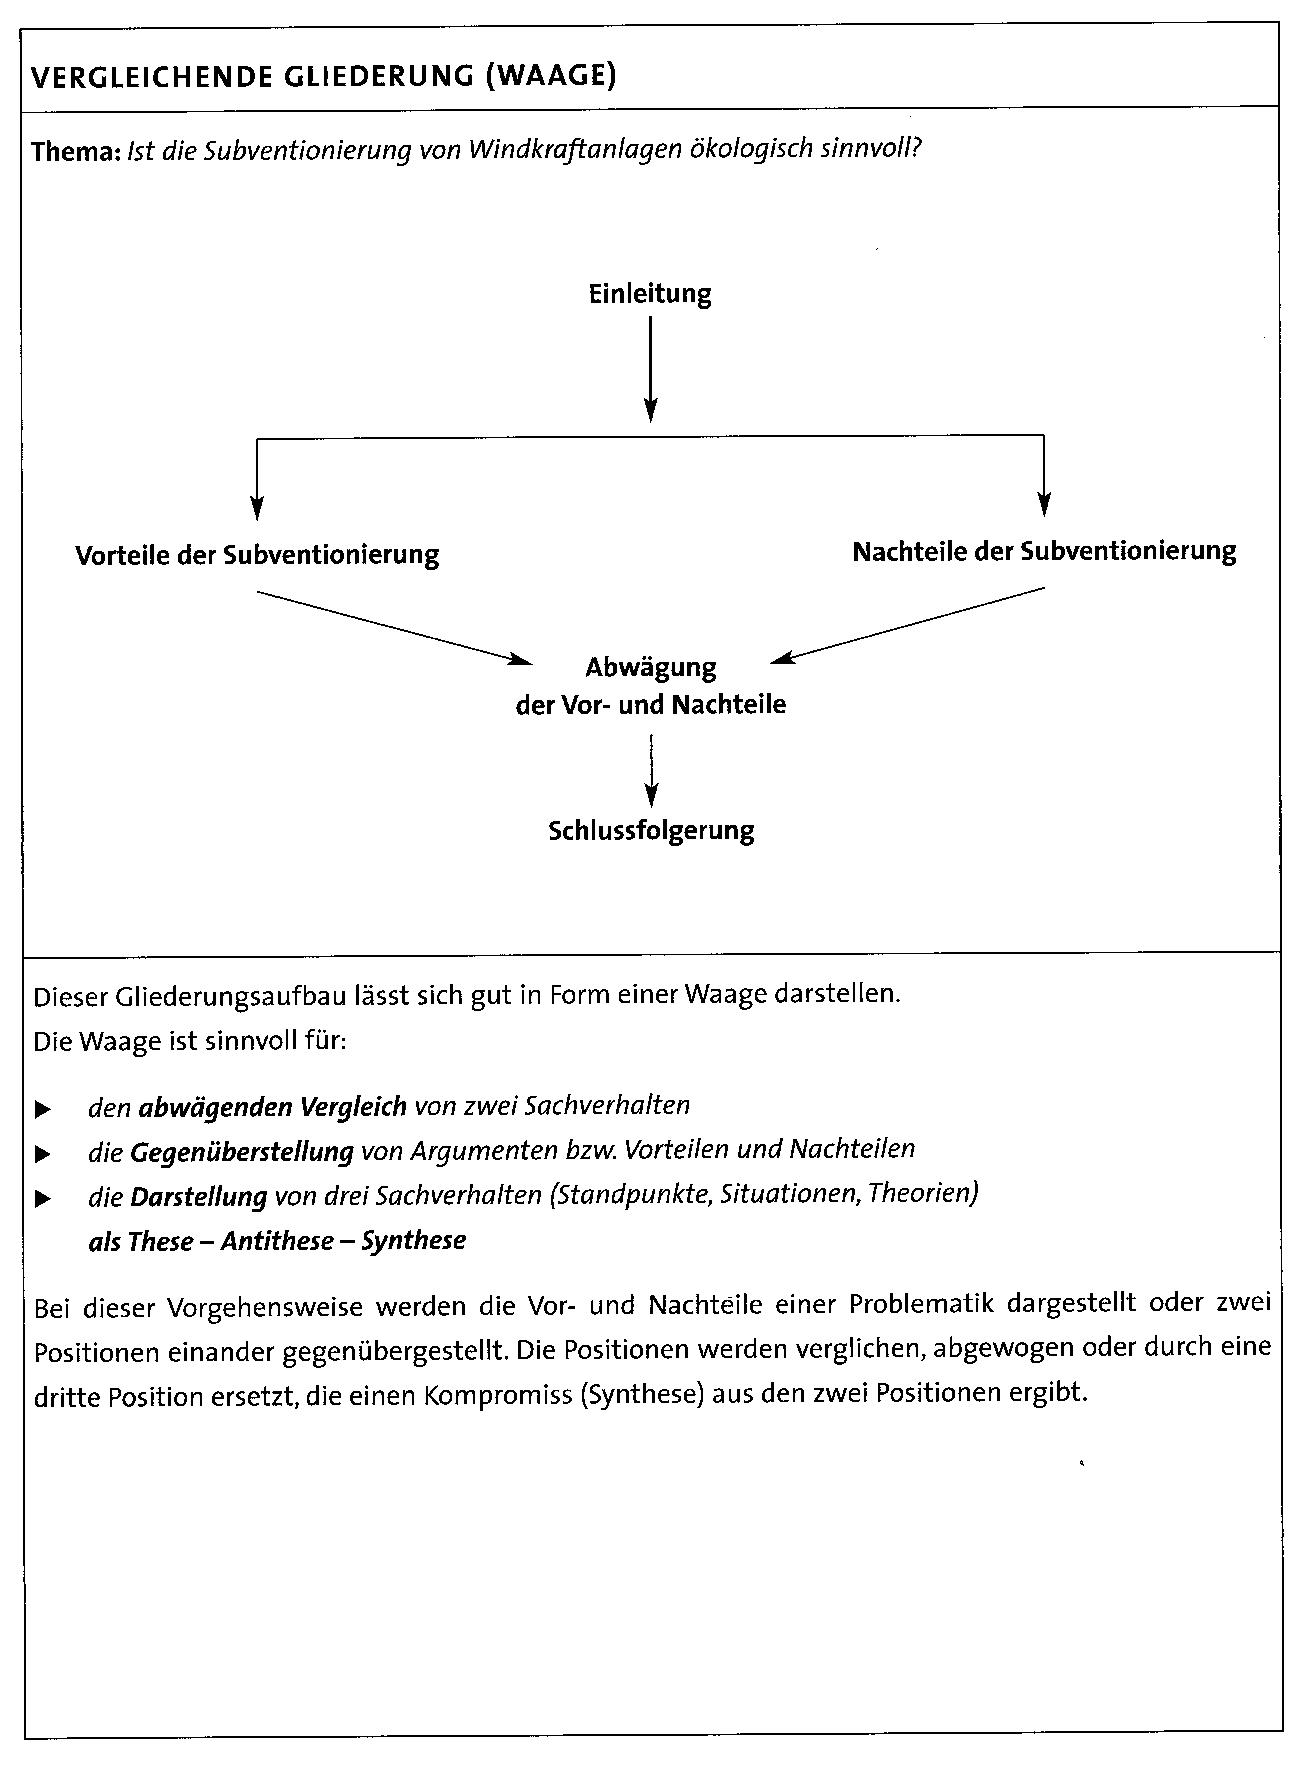 VERGLEICHENDE GLIEDERUNG (WAAGE)
Thema: Ist die Subventionierung von Windkraftanlagen ökologisch sinnvoll?
Einleitung
Vorteile der Subventionierung
Nachteile der Subventionierung
Abwägung
der Vor- und Nachteile
Schlussfolgerung
Dieser Gliederungsaufbau lässt sich gut in Form einer Waage darstellen.
Die Waage ist sinnvoll für:
► den abwägenden Vergleich von zwei Sachverhalten
► die Gegenüberstellung von Argumenten bzw. Vorteilen und Nachteilen
► die Darstellung von drei Sachverhalten (Standpunkte, Situationen, Theorien)
als These – Antithese – Synthese
Bei dieser Vorgehensweise werden die Vor- und Nachteile einer Problematik dargestellt oder zwei
Positionen einander gegenübergestellt. Die Positionen werden verglichen, abgewogen oder durch eine
dritte Position ersetzt, die einen Kompromiss (Synthese) aus den zwei Positionen ergibt.